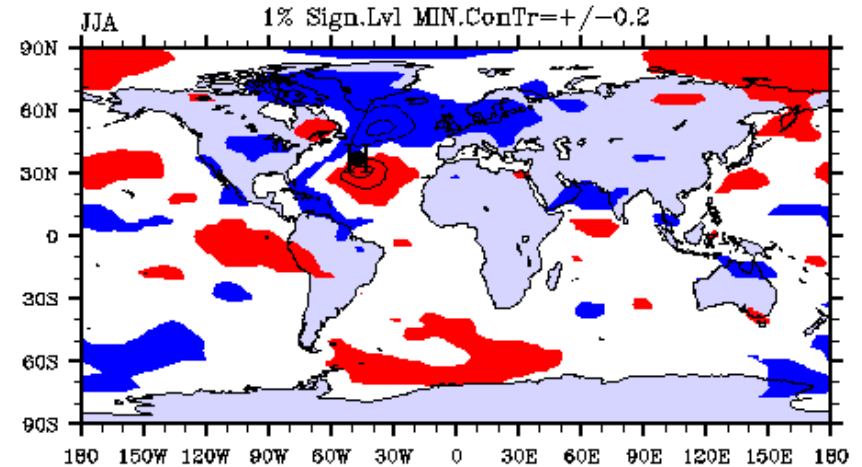 JJA 1% Sign.Lvl MIN.ConTr=+/−0.2
90N
60N
30N
0
30S
60S
90S
180 150W 120W 90W 60W 30W 0 30E 60E 90E 120E 150E 180